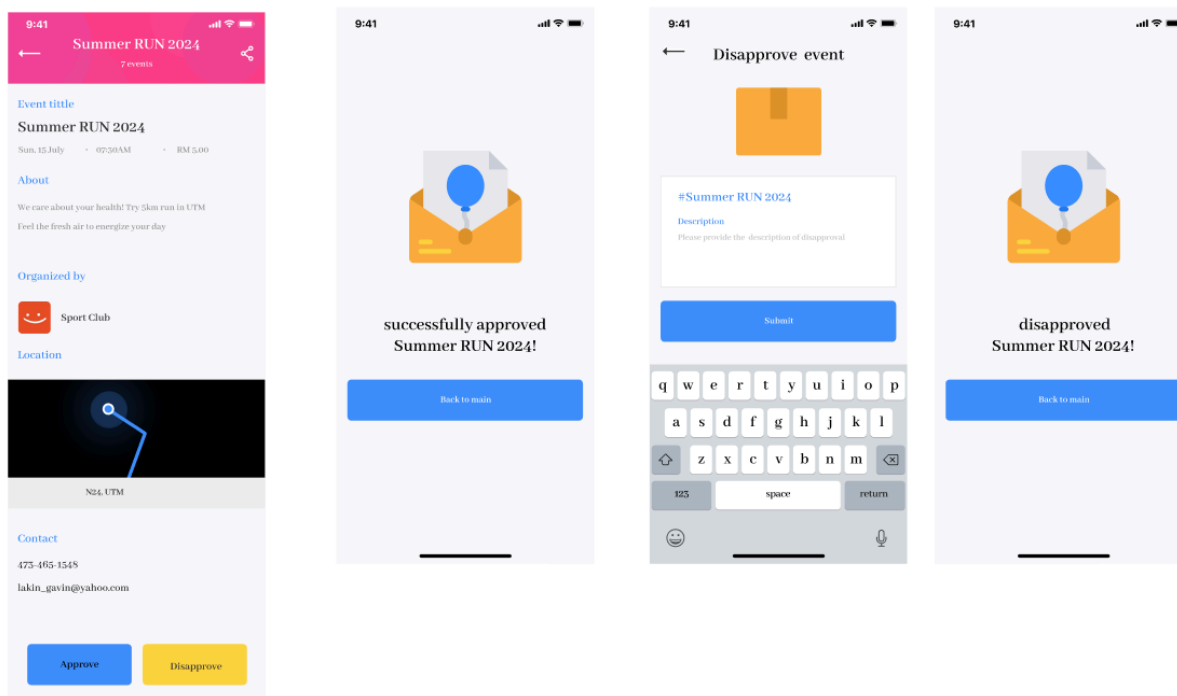 9:41
Summer RUN 2024
7 events
Event tittle
Summer RUN 2024
Sun, 15 July • 07:30AM • RM 5.00
About
We care about your health! Try 5km run in UTM
Feel the fresh air to energize your day
Organized by
Sport Club
Location
N24, UTM
Contact
473-465-1548
lakin_gavin@yahoo.com
Approve Disapprove
9:41
successfully approved
Summer RUN 2024!
Back to main
9:41
Disapprove event
#Summer RUN 2024
Description
Please provide the description of disapproval
Submit
q w e r t y u i o p
a s d f g h j k l
z x c v b n m
123 space return
9:41
disapproved
Summer RUN 2024!
Back to main